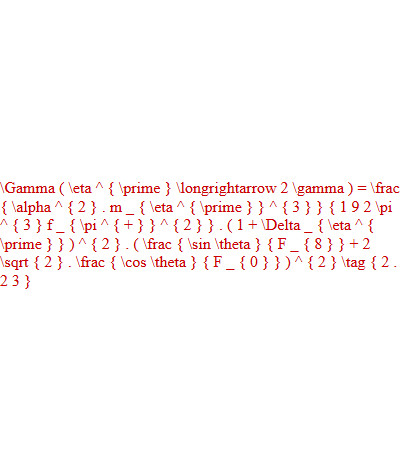 \Gamma ( \eta ^ { \prime } \longrightarrow 2 \gamma ) = \frac
{ \alpha ^ { 2 } . m _ { \eta ^ { \prime } } ^ { 3 } } { 1 9 2 \pi
^ { 3 } f _ { \pi ^ { + } } ^ { 2 } } . ( 1 + \Delta _ { \eta ^ {
\prime } } ) ^ { 2 } . ( \frac { \sin \theta } { F _ { 8 } } + 2
\sqrt { 2 } . \frac { \cos \theta } { F _ { 0 } } ) ^ { 2 } \tag { 2 .
2 3 }